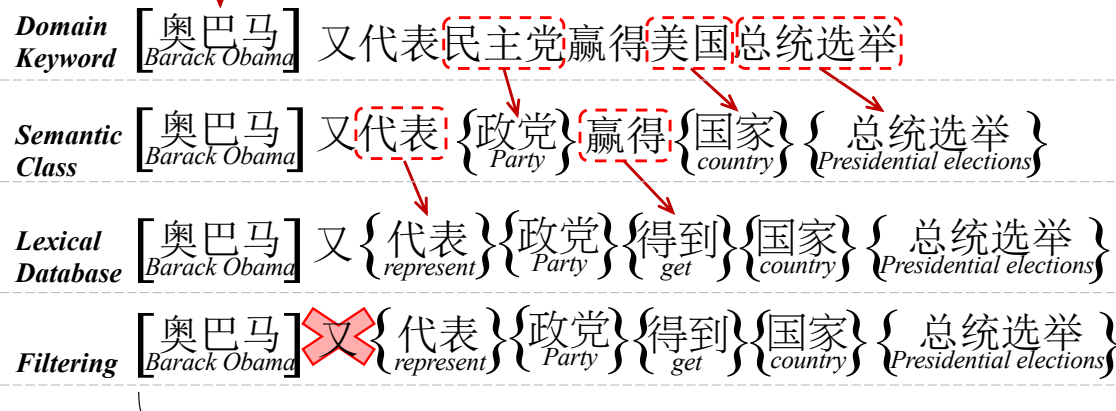 Domain Keyword [奥巴马] 又代表民主党赢得美国总统选举
Barack Obama
Semantic Class [奥巴马] 又代表{政党}赢得{国家}{总统选举}
Barack Obama Party country Presidential elections
Lexical Database [奥巴马] 又{代表}{政党}{得到}{国家}{总统选举}
Barack Obama represent Party get country Presidential elections
Filtering [奥巴马] 又{代表}{政党}{得到}{国家}{总统选举}
Barack Obama represent Party get country Presidential elections